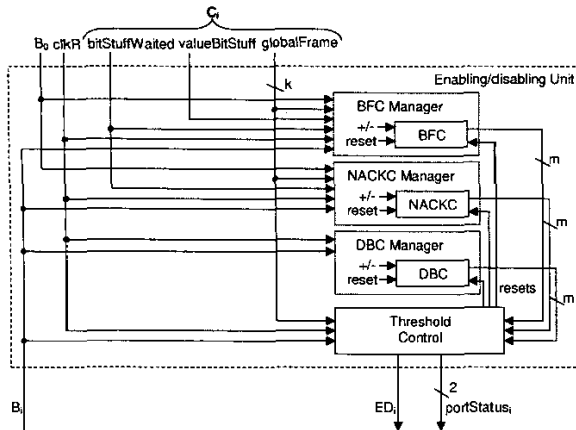 Cᵢ
B₀ clkR bitStuffWaited valueBitStuff globalFrame
k
Enabling/disabling Unit
BFC Manager
+/-
reset
BFC
m
NACKC Manager
+/-
reset
NACKC
m
DBC Manager
+/-
reset
DBC
resets
m
Threshold
Control
2
Bᵢ
EDᵢ
portStatusᵢ